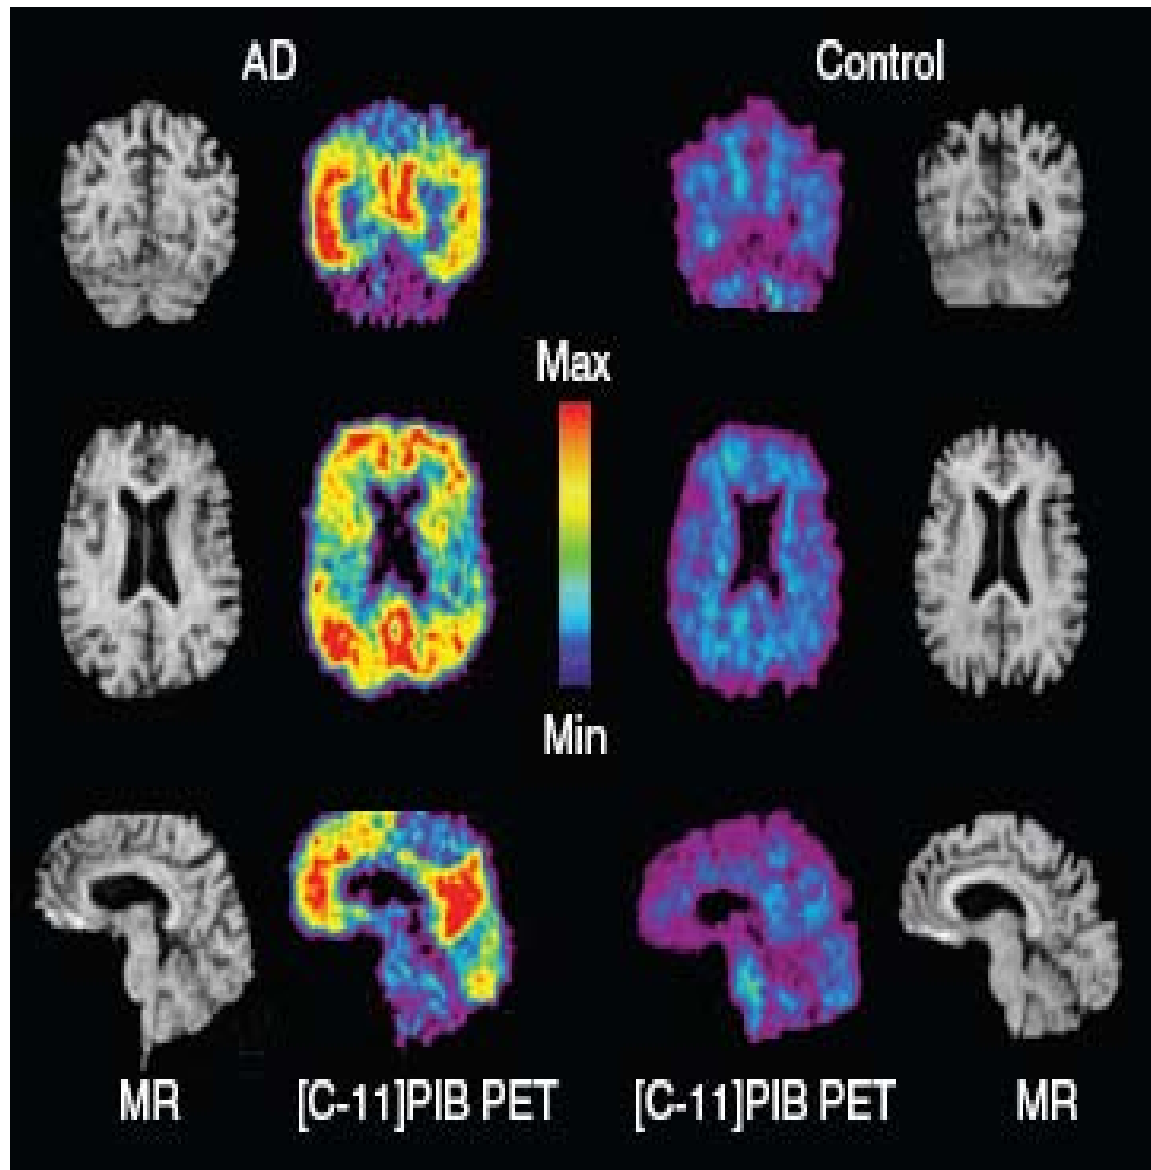 AD
Control
Max
Min
MR
[C-11]PIB PET
[C-11]PIB PET
MR